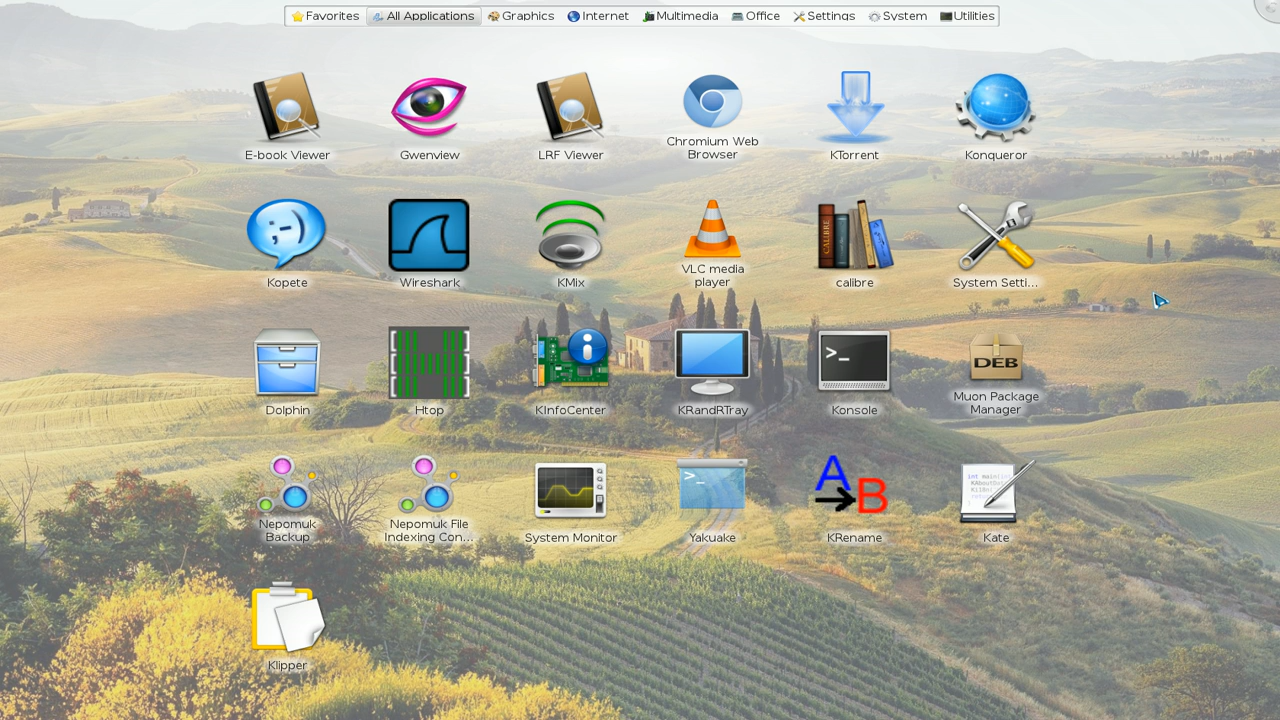 Favorites All Applications Graphics Internet Multimedia Office Settings System Utilities
E-book Viewer
Gwenview
LRF Viewer
Chromium Web
Browser
KTorrent
Konqueror
Kopete
Wireshark
KMix
VLC media
player
CALIBRE
calibre
System Setti...
Dolphin
Htop
KInfoCenter
KRandRTray
>_
Konsole
DEB
Muon Package
Manager
Nepomuk
Backup
Nepomuk File
Indexing Con...
System Monitor
>_
Yakuake
A
B
KRename
Kate
Klipper